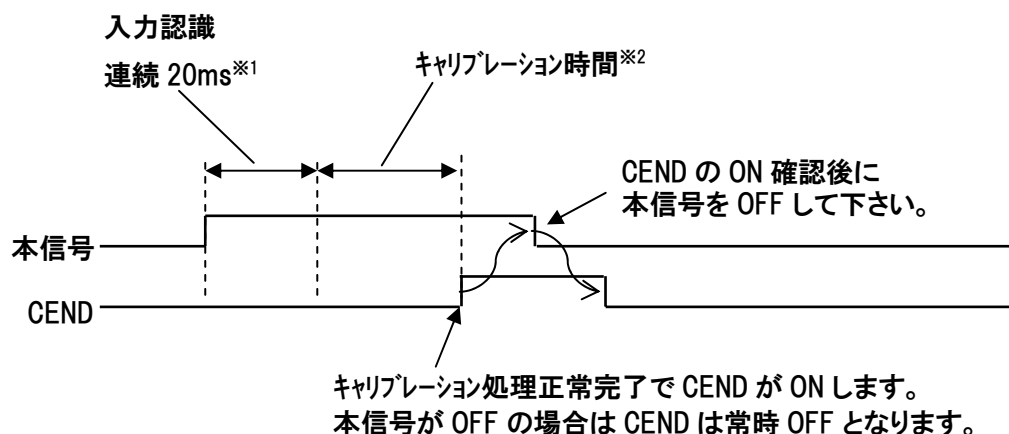 入力認識
連続 20ms※1
キャリブレーション時間※2
CEND の ON 確認後に
本信号を OFF して下さい。
本信号
CEND
キャリブレーション処理正常完了で CEND が ON します。
本信号が OFF の場合は CEND は常時 OFF となります。